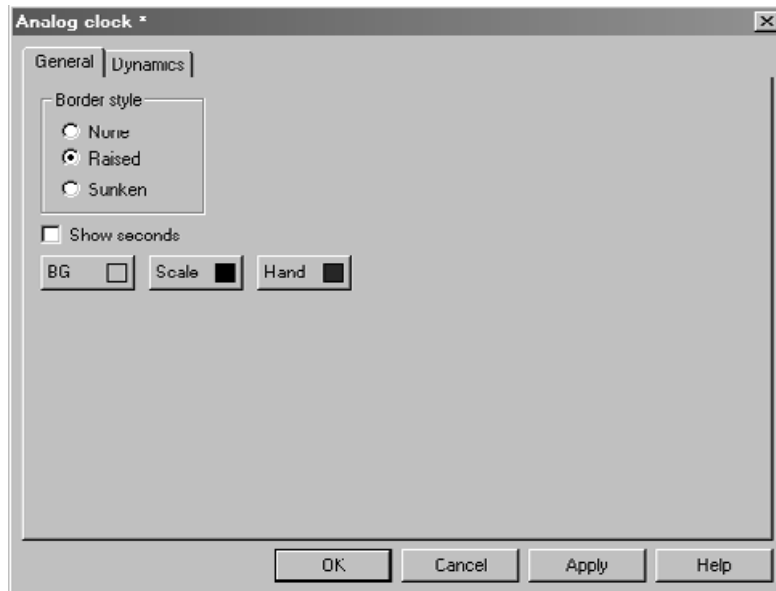 Analog clock *
General Dynamics
Border style
None
Raised
Sunken
Show seconds
BG Scale Hand
OK Cancel Apply Help